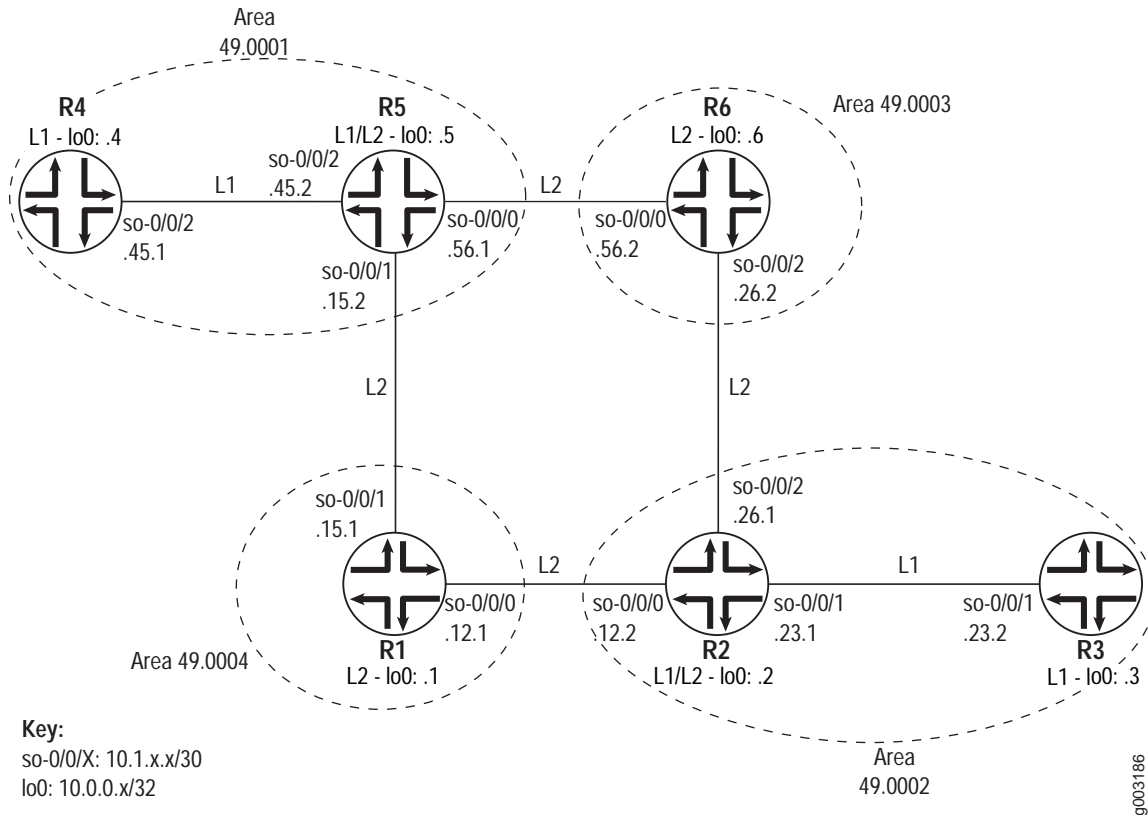 Area
49.0001
R4
L1 - lo0: .4
R5
L1/L2 - lo0: .5
R6
L2 - lo0: .6
Area 49.0003
L1
so-0/0/2
.45.2
so-0/0/2
.45.1
L2
so-0/0/0
.56.1
so-0/0/0
.56.2
so-0/0/1
.15.2
so-0/0/2
.26.2
L2
L2
so-0/0/1
.15.1
so-0/0/2
.26.1
L2
L1
so-0/0/0
.12.1
so-0/0/0
.12.2
so-0/0/1
.23.1
so-0/0/1
.23.2
Area 49.0004
R1
L2 - lo0: .1
R2
L1/L2 - lo0: .2
R3
L1 - lo0: .3
Key:
so-0/0/X: 10.1.x.x/30
lo0: 10.0.0.x/32
Area
49.0002
g003186